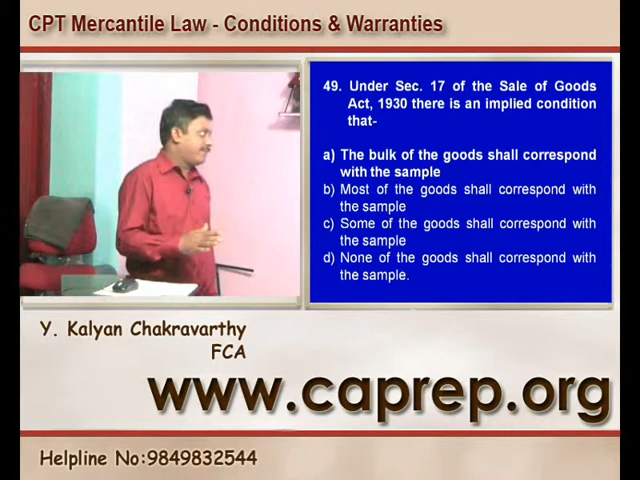 CPT Mercantile Law - Conditions & Warranties
49. Under Sec. 17 of the Sale of Goods
Act, 1930 there is an implied condition
that-
a) The bulk of the goods shall correspond
with the sample
b) Most of the goods shall correspond with
the sample
c) Some of the goods shall correspond with
the sample
d) None of the goods shall correspond with
the sample.
Y. Kalyan Chakravarthy
FCA
www.caprep.org
Helpline No:9849832544